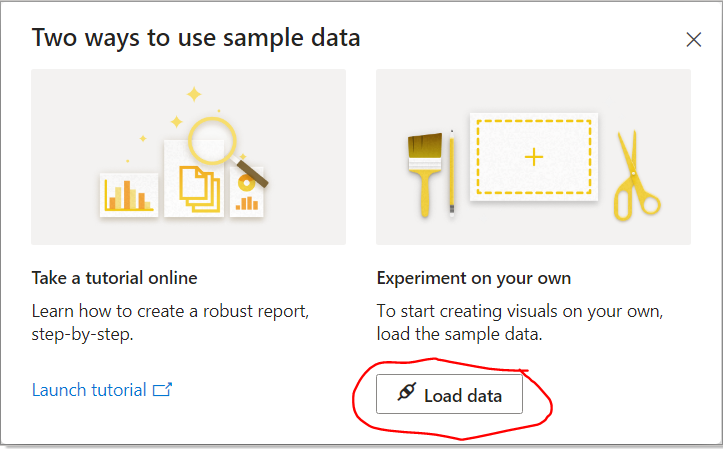 Two ways to use sample data
Take a tutorial online
Learn how to create a robust report,
step-by-step.
Launch tutorial
Experiment on your own
To start creating visuals on your own,
load the sample data.
Load data